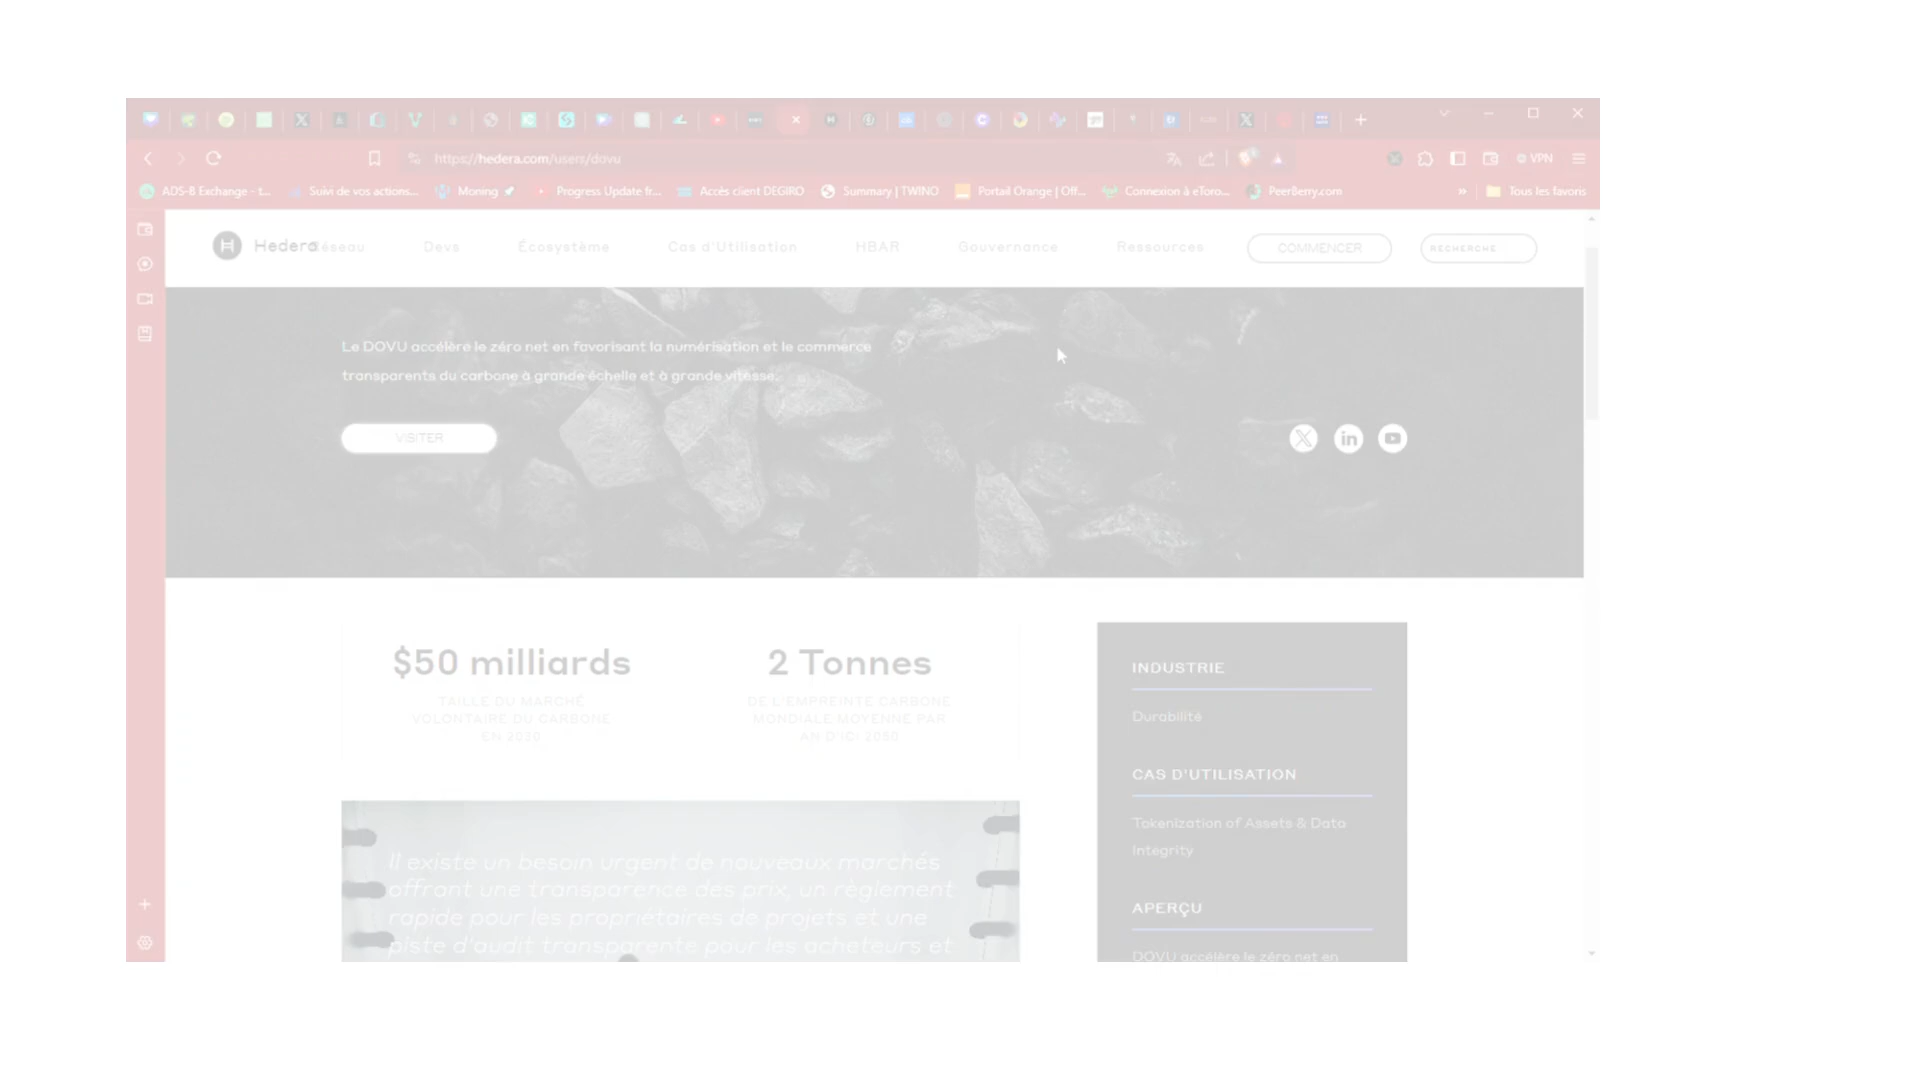 https://hedera.com/users/dovu
VPN
ADS-B Exchange - t... Suivi de vos actions... Moning Progress Update fr... Accès client DEGIRO Summary | TWINO Portail Orange | Off... Connexion à eToro... PeerBerry.com » Tous les favoris
Hedera Réseau Devs Écosystème Cas d'Utilisation HBAR Gouvernance Ressources COMMENCER RECHERCHE
Le DOVU accélère le zéro net en favorisant la numérisation et le commerce
transparents du carbone à grande échelle et à grande vitesse.
VISITER
$50 milliards
TAILLE DU MARCHÉ
VOLONTAIRE DU CARBONE
EN 2030
2 Tonnes
DE L'EMPREINTE CARBONE
MONDIALE MOYENNE PAR
AN D'ICI 2050
Il existe un besoin urgent de nouveaux marchés
offrant une transparence des prix, un règlement
rapide pour les propriétaires de projets et une
piste d'audit transparente pour les acheteurs et
INDUSTRIE
Durabilité
CAS D'UTILISATION
Tokenization of Assets & Data
Integrity
APERÇU
DOVU accélère le zéro net en